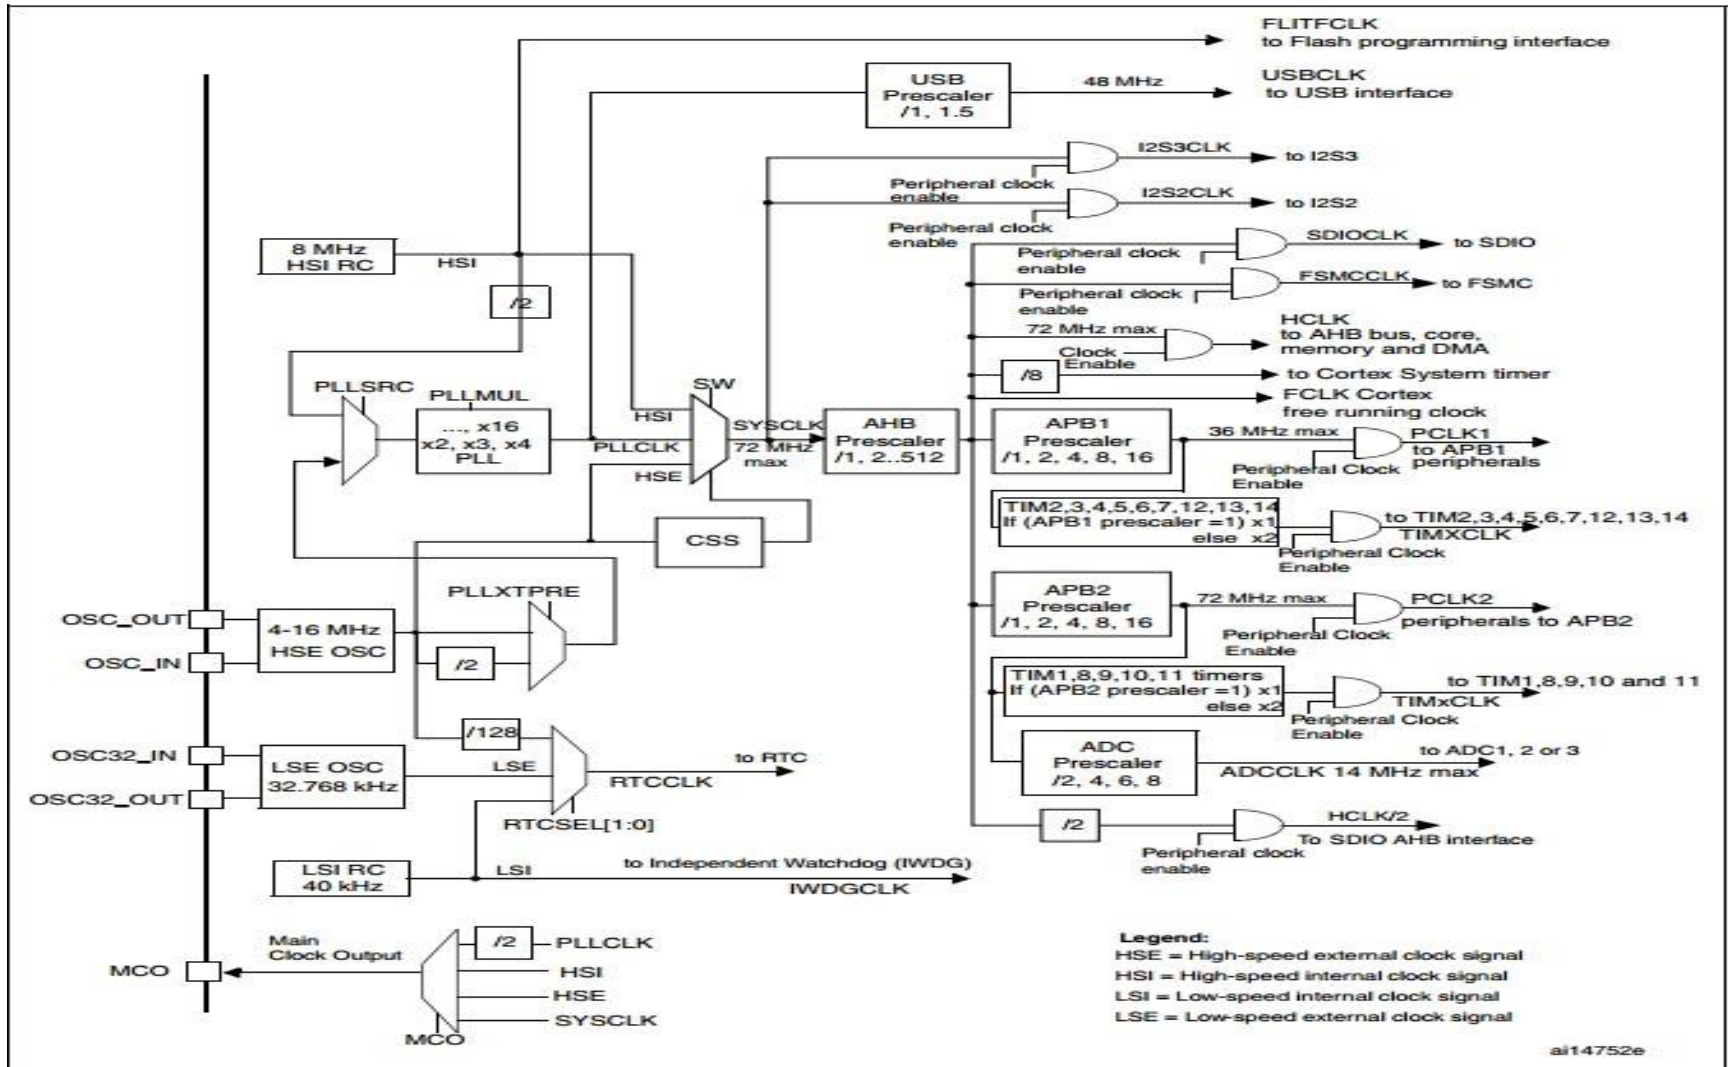 FLITFCLK
to Flash programming interface
USB
Prescaler
/1, 1.5
48 MHz
USBCLK
to USB interface
I2S3CLK
to I2S3
Peripheral clock
enable
I2S2CLK
to I2S2
Peripheral clock
enable
SDIOCLK
to SDIO
Peripheral clock
enable
FSMCCLK
to FSMC
Peripheral clock
enable
8 MHz
HSI RC
HSI
/2
HCLK
to AHB bus, core,
memory and DMA
72 MHz max
Clock
Enable
/8
to Cortex System timer
FCLK Cortex
free running clock
PLLSRC
PLLMUL
..., x16
x2, x3, x4
PLL
SW
HSI
PLLCLK
HSE
SYSCLK
72 MHz
max
AHB
Prescaler
/1, 2..512
APB1
Prescaler
/1, 2, 4, 8, 16
36 MHz max
PCLK1
to APB1
peripherals
Peripheral Clock
Enable
TIM2,3,4,5,6,7,12,13,14
If (APB1 prescaler =1) x1
else x2
to TIM2,3,4,5,6,7,12,13,14
TIMXCLK
Peripheral Clock
Enable
CSS
PLLXTPRE
OSC_OUT
OSC_IN
4-16 MHz
HSE OSC
/2
APB2
Prescaler
/1, 2, 4, 8, 16
72 MHz max
PCLK2
peripherals to APB2
Peripheral Clock
Enable
TIM1,8,9,10,11 timers
If (APB2 prescaler =1) x1
else x2
to TIM1,8,9,10 and 11
TIMxCLK
Peripheral Clock
Enable
/128
OSC32_IN
OSC32_OUT
LSE OSC
32.768 kHz
LSE
to RTC
RTCCLK
RTCSEL[1:0]
ADC
Prescaler
/2, 4, 6, 8
to ADC1, 2 or 3
ADCCLK 14 MHz max
/2
HCLK/2
To SDIO AHB interface
Peripheral clock
enable
LSI RC
40 kHz
LSI
to Independent Watchdog (IWDG)
IWDGCLK
MCO
Main
Clock Output
/2
PLLCLK
HSI
HSE
SYSCLK
MCO
Legend:
HSE = High-speed external clock signal
HSI = High-speed internal clock signal
LSI = Low-speed internal clock signal
LSE = Low-speed external clock signal
ai14752e